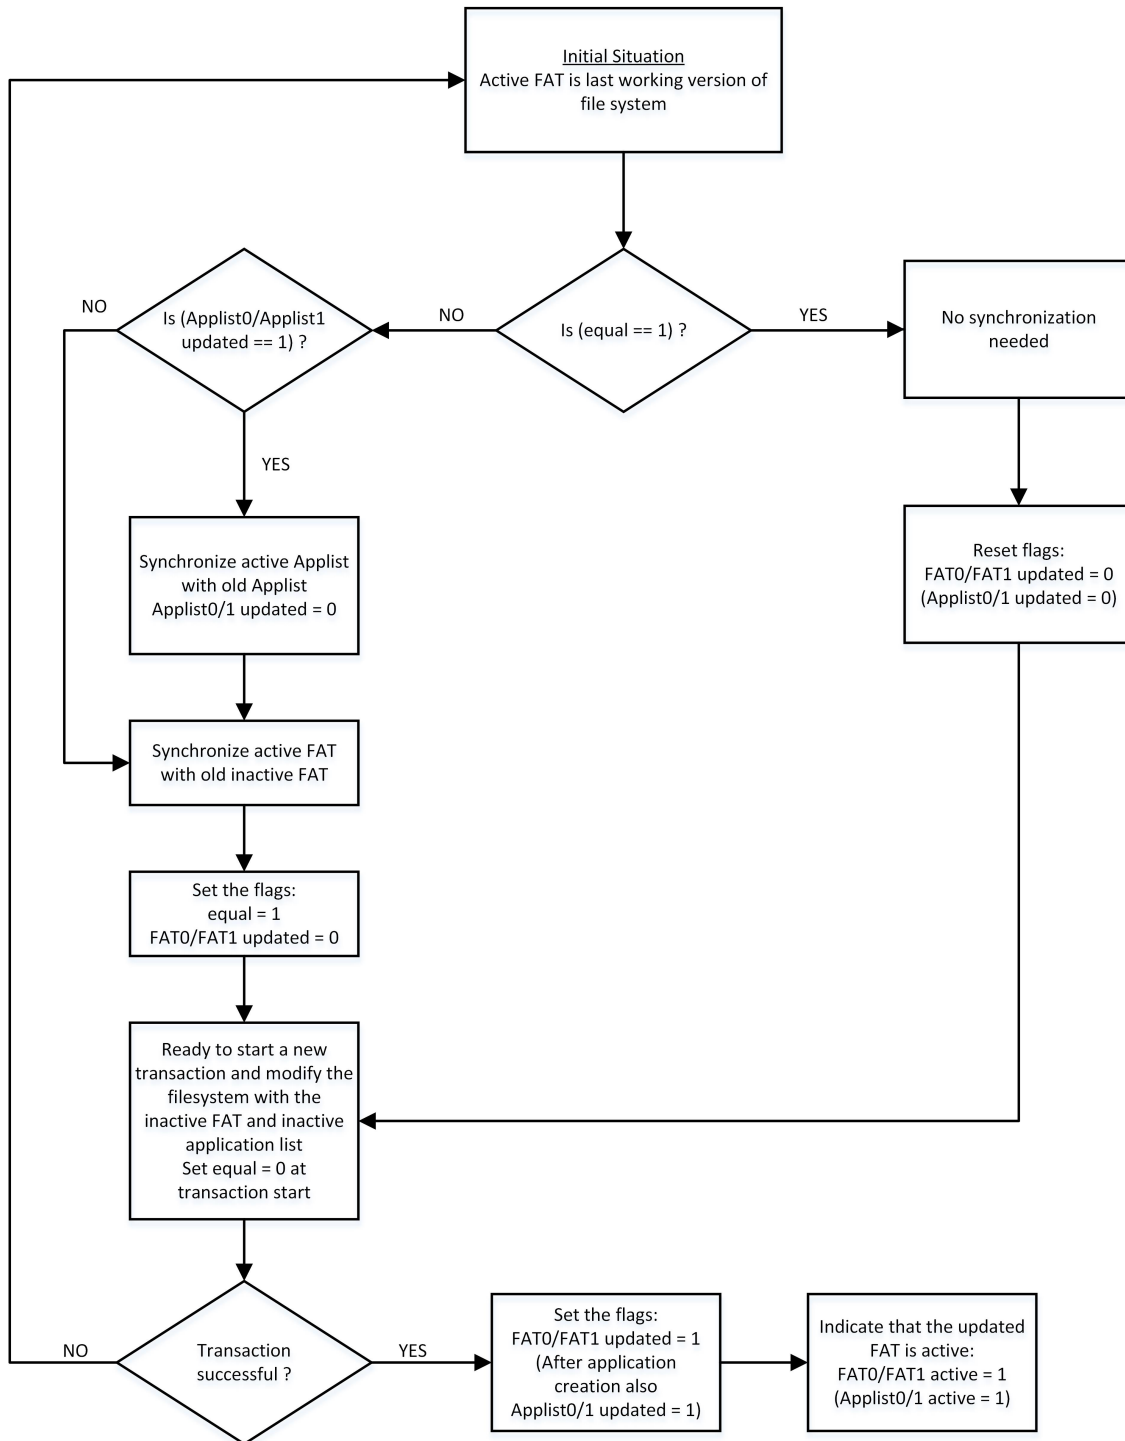 Initial Situation
Active FAT is last working version of
file system
NO
Is (Applist0/Applist1
updated == 1) ?
NO
Is (equal == 1) ?
YES
No synchronization
needed
YES
Synchronize active Applist
with old Applist
Applist0/1 updated = 0
Reset flags:
FAT0/FAT1 updated = 0
(Applist0/1 updated = 0)
Synchronize active FAT
with old inactive FAT
Set the flags:
equal = 1
FAT0/FAT1 updated = 0
Ready to start a new
transaction and modify the
filesystem with the
inactive FAT and inactive
application list
Set equal = 0 at
transaction start
NO
Transaction
successful ?
YES
Set the flags:
FAT0/FAT1 updated = 1
(After application
creation also
Applist0/1 updated = 1)
Indicate that the updated
FAT is active:
FAT0/FAT1 active = 1
(Applist0/1 active = 1)